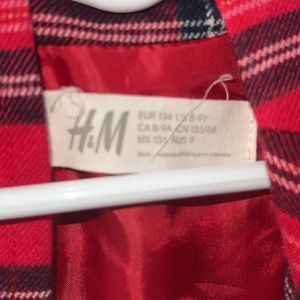 H&M
EUR 134 US 8-9Y
CA 8-9A CN 135/68
MX 134 AUS 9